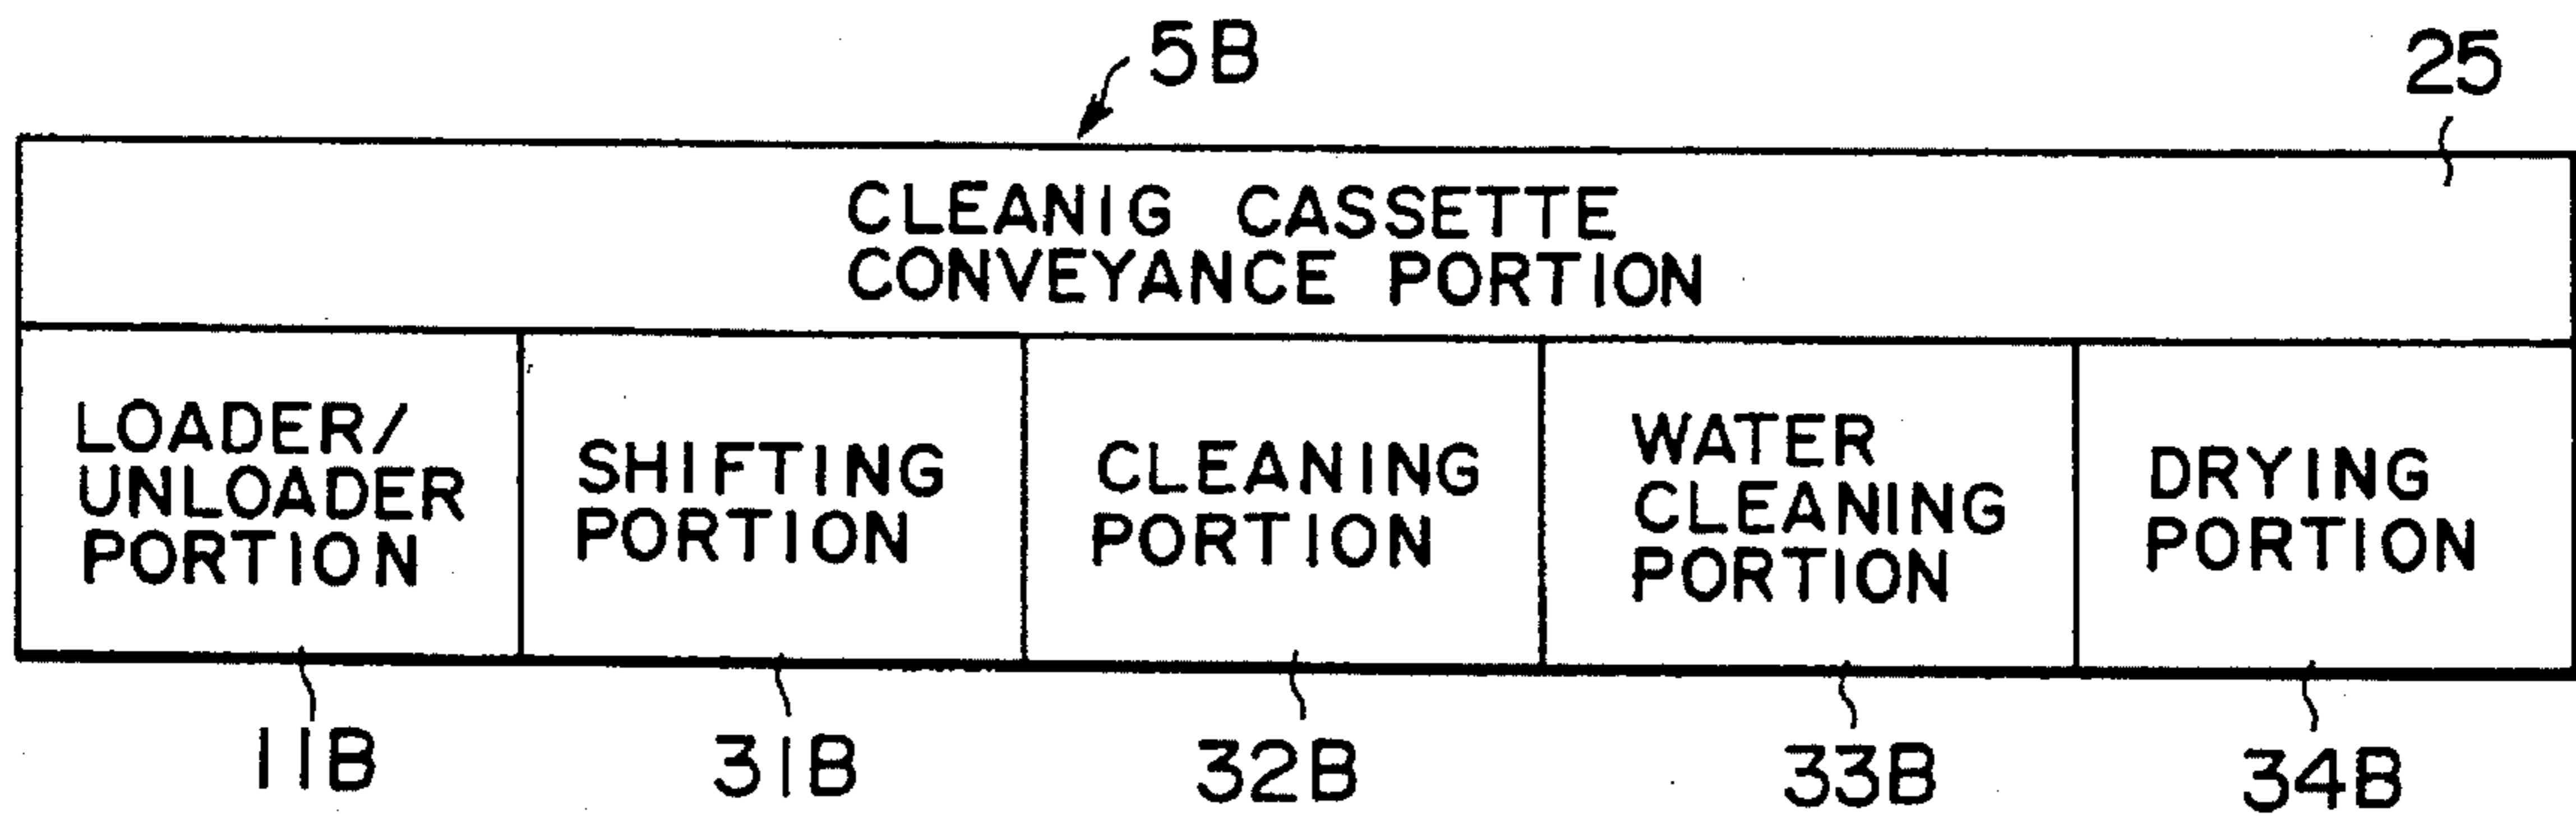 5B
25
CLEANIG CASSETTE
CONVEYANCE PORTION
LOADER/
UNLOADER
PORTION
SHIFTING
PORTION
CLEANING
PORTION
WATER
CLEANING
PORTION
DRYING
PORTION
11B
31B
32B
33B
34B